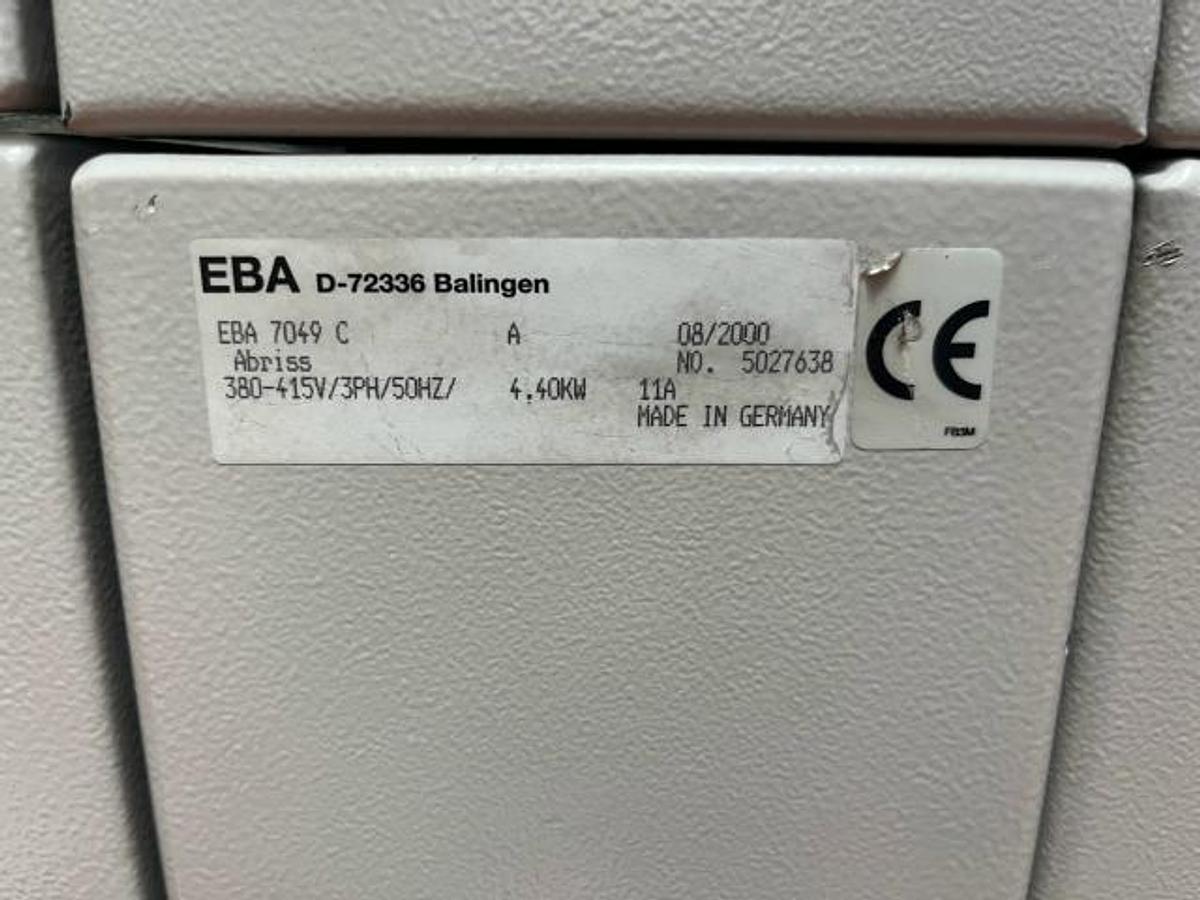 EBA D-72336 Balingen
EBA 7049 C A 08/2000
Abriss NO. 5027638
380-415V/3PH/50HZ/ 4.40KW 11A
MADE IN GERMANY
CE